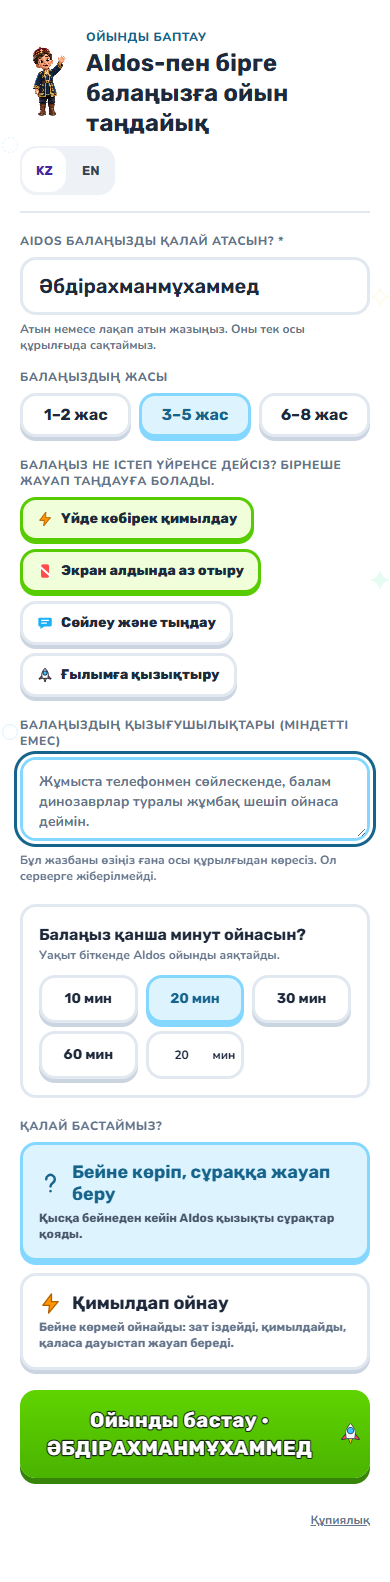 ОЙЫНДЫ БАПТАУ
Aldos-пен бірге
балаңызға ойын
таңдайық
KZ
EN
AIDOS БАЛАҢЫЗДЫ ҚАЛАЙ АТАСЫН? *
Әбдірахманмұхаммед
Атын немесе лақап атын жазыңыз. Оны тек осы
құрылғыда сақтаймыз.
БАЛАҢЫЗДЫҢ ЖАСЫ
1–2 жас
3–5 жас
6–8 жас
БАЛАҢЫЗ НЕ ІСТЕП ҮЙРЕНСЕ ДЕЙСІЗ? БІРНЕШЕ
ЖАУАП ТАҢДАУҒА БОЛАДЫ.
Үйде көбірек қимылдау
Экран алдында аз отыру
Сөйлеу және тыңдау
Ғылымға қызықтыру
БАЛАҢЫЗДЫҢ ҚЫЗЫҒУШЫЛЫҚТАРЫ (МІНДЕТТІ
ЕМЕС)
Жұмыста телефонмен сөйлескенде, балам
динозаврлар туралы жұмбақ шешіп ойнаса
деймін.
Бұл жазбаны өзіңіз ғана осы құрылғыдан көресіз. Ол
серверге жіберілмейді.
Балаңыз қанша минут ойнасын?
Уақыт біткенде Aldos ойынды аяқтайды.
10 мин
20 мин
30 мин
60 мин
20 мин
ҚАЛАЙ БАСТАЙМЫЗ?
Бейне көріп, сұраққа жауап
беру
Қысқа бейнеден кейін Aldos қызықты сұрақтар
қояды.
Қимылдап ойнау
Бейне көрмей ойнайды: зат іздейді, қимылдайды,
қаласа дауыстап жауап береді.
Ойынды бастау •
ӘБДІРАХМАНМҰХАММЕД
Құпиялық